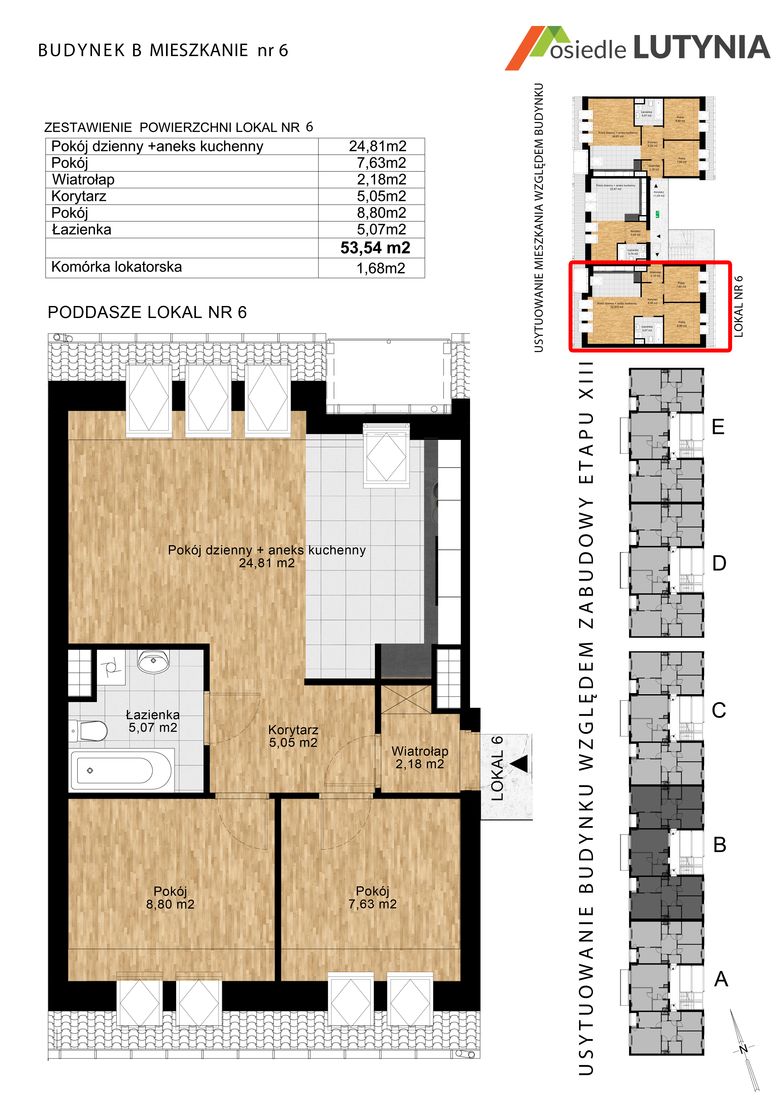 BUDYNEK B MIESZKANIE nr 6
osiedle LUTYNIA
ZESTAWIENIE POWIERZCHNI LOKAL NR 6
Pokój dzienny +aneks kuchenny 24,81m2
Pokój 7,63m2
Wiatrołap 2,18m2
Korytarz 5,05m2
Pokój 8,80m2
Łazienka 5,07m2
53,54 m2
Komórka lokatorska 1,68m2
PODDASZE LOKAL NR 6
Pokój dzienny + aneks kuchenny
24,81 m2
Łazienka
5,07 m2
Korytarz
5,05 m2
Wiatrołap
2,18 m2
LOKAL 6
Pokój
8,80 m2
Pokój
7,63 m2
USYTUOWANIE MIESZKANIA WZGLĘDEM BUDYNKU
LOKAL NR 6
USYTUOWANIE BUDYNKU WZGLĘDEM ZABUDOWY ETAPU XIII
E
D
C
B
A
N